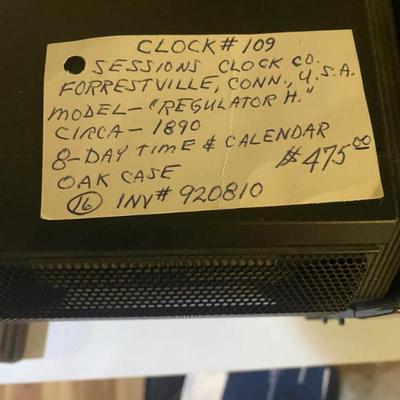 CLOCK # 109
SESSIONS CLOCK CO.
FORRESTVILLE, CONN., U.S.A.
MODEL- "REGULATOR H."
CIRCA- 1890
8-DAY TIME & CALENDAR
OAK CASE $475.00
16 INV# 920810